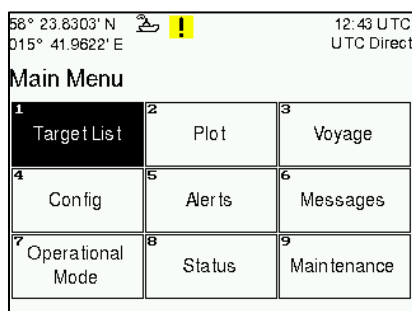 58° 23.8303' N ! 12:43 UTC
015° 41.9622' E UTC Direct
Main Menu
1 Target List
2 Plot
3 Voyage
4 Config
5 Alerts
6 Messages
7 Operational
Mode
8 Status
9 Maintenance